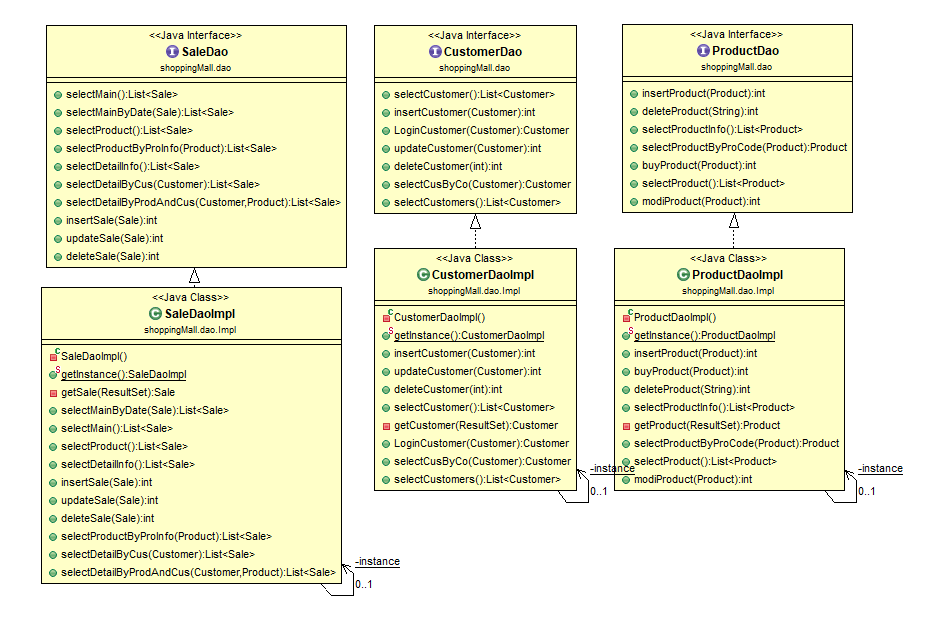 <<Java Interface>>
SaleDao
shoppingMall.dao
selectMain():List<Sale>
selectMainByDate(Sale):List<Sale>
selectProduct():List<Sale>
selectProductByProInfo(Product):List<Sale>
selectDetailInfo():List<Sale>
selectDetailByCus(Customer):List<Sale>
selectDetailByProdAndCus(Customer,Product):List<Sale>
insertSale(Sale):int
updateSale(Sale):int
deleteSale(Sale):int
<<Java Interface>>
CustomerDao
shoppingMall.dao
selectCustomer():List<Customer>
insertCustomer(Customer):int
LoginCustomer(Customer):Customer
updateCustomer(Customer):int
deleteCustomer(int):int
selectCusByCo(Customer):Customer
selectCustomers():List<Customer>
<<Java Interface>>
ProductDao
shoppingMall.dao
insertProduct(Product):int
deleteProduct(String):int
selectProductInfo():List<Product>
selectProductByProCode(Product):Product
buyProduct(Product):int
selectProduct():List<Product>
modiProduct(Product):int
<<Java Class>>
SaleDaoImpl
shoppingMall.dao.Impl
SaleDaoImpl()
getInstance():SaleDaoImpl
getSale(ResultSet):Sale
selectMainByDate(Sale):List<Sale>
selectMain():List<Sale>
selectProduct():List<Sale>
selectDetailInfo():List<Sale>
insertSale(Sale):int
updateSale(Sale):int
deleteSale(Sale):int
selectProductByProInfo(Product):List<Sale>
selectDetailByCus(Customer):List<Sale>
selectDetailByProdAndCus(Customer,Product):List<Sale>
-instance
0..1
<<Java Class>>
CustomerDaoImpl
shoppingMall.dao.Impl
CustomerDaoImpl()
getInstance():CustomerDaoImpl
insertCustomer(Customer):int
updateCustomer(Customer):int
deleteCustomer(int):int
selectCustomer():List<Customer>
getCustomer(ResultSet):Customer
LoginCustomer(Customer):Customer
selectCusByCo(Customer):Customer
selectCustomers():List<Customer>
-instance
0..1
<<Java Class>>
ProductDaoImpl
shoppingMall.dao.Impl
ProductDaoImpl()
getInstance():ProductDaoImpl
insertProduct(Product):int
buyProduct(Product):int
deleteProduct(String):int
selectProductInfo():List<Product>
getProduct(ResultSet):Product
selectProductByProCode(Product):Product
selectProduct():List<Product>
modiProduct(Product):int
-instance
0..1